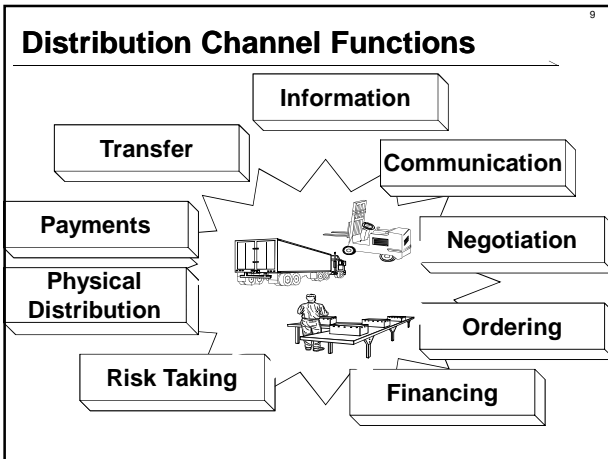 9
Distribution Channel Functions
Information
Transfer
Communication
Payments
Negotiation
Physical
Distribution
Ordering
Risk Taking
Financing